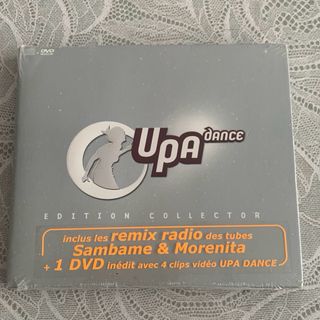 DVD
UPA DANCE
EDITION COLLECTOR
inclus les remix radio des tubes
Sambame & Morenita
+ 1 DVD inédit avec 4 clips vidéo UPA DANCE